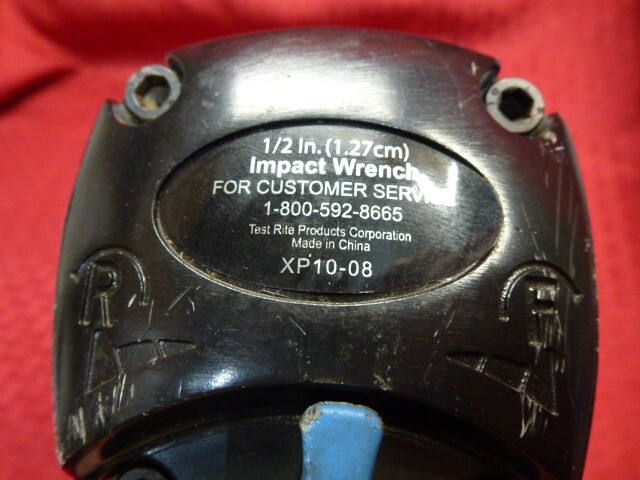 1/2 In. (1.27cm)
Impact Wrench
FOR CUSTOMER SERVICE
1-800-592-8665
Test Rite Products Corporation
Made in China
XP10-08
R
F